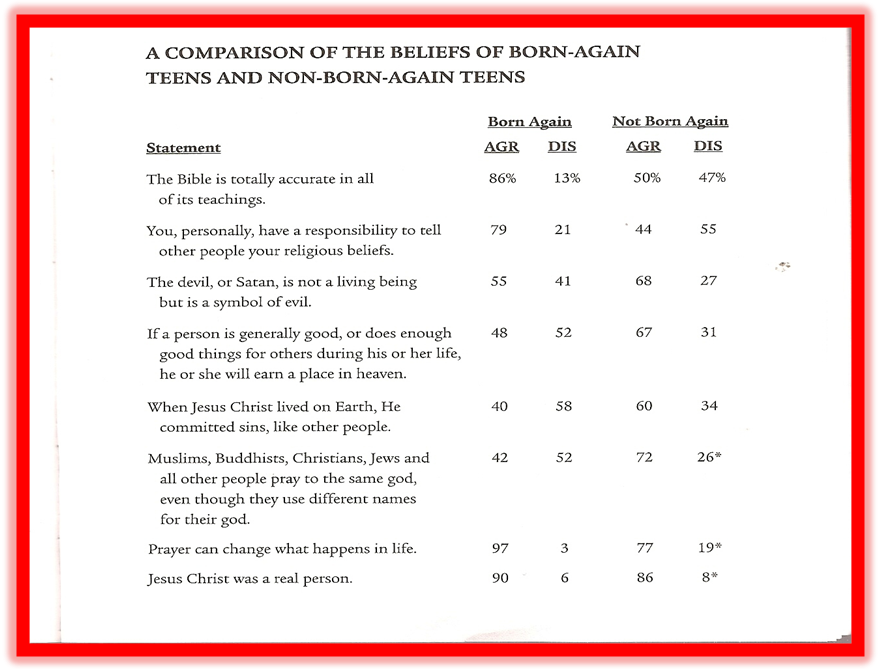 A COMPARISON OF THE BELIEFS OF BORN-AGAIN
TEENS AND NON-BORN-AGAIN TEENS
Born Again Not Born Again
Statement AGR DIS AGR DIS
The Bible is totally accurate in all 86% 13% 50% 47%
of its teachings.
You, personally, have a responsibility to tell 79 21 44 55
other people your religious beliefs.
The devil, or Satan, is not a living being 55 41 68 27
but is a symbol of evil.
If a person is generally good, or does enough 48 52 67 31
good things for others during his or her life,
he or she will earn a place in heaven.
When Jesus Christ lived on Earth, He 40 58 60 34
committed sins, like other people.
Muslims, Buddhists, Christians, Jews and 42 52 72 26*
all other people pray to the same god,
even though they use different names
for their god.
Prayer can change what happens in life. 97 3 77 19*
Jesus Christ was a real person. 90 6 86 8*